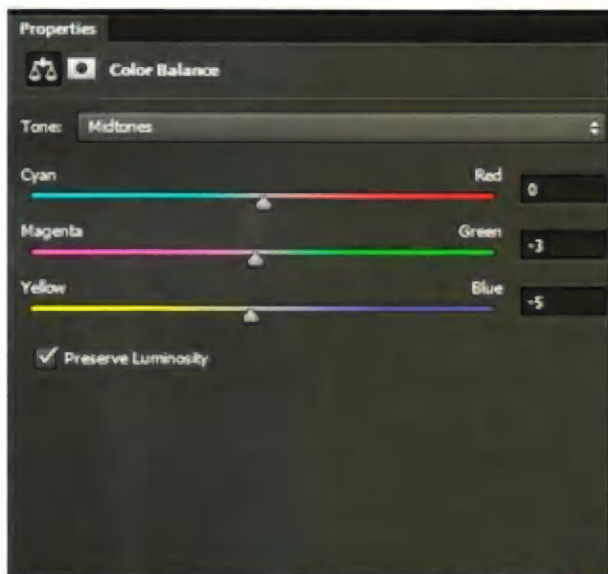 Properties
Color Balance
Tone: Midtones
Cyan Red 0
Magenta Green -3
Yellow Blue -5
Preserve Luminosity